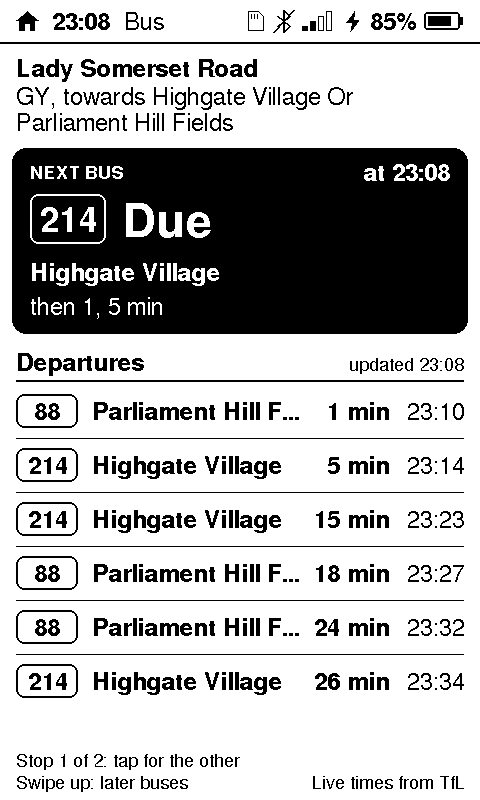 23:08 Bus 85%
Lady Somerset Road
GY, towards Highgate Village Or
Parliament Hill Fields
NEXT BUS at 23:08
214 Due
Highgate Village
then 1, 5 min
Departures updated 23:08
88 Parliament Hill F... 1 min 23:10
214 Highgate Village 5 min 23:14
214 Highgate Village 15 min 23:23
88 Parliament Hill F... 18 min 23:27
88 Parliament Hill F... 24 min 23:32
214 Highgate Village 26 min 23:34
Stop 1 of 2: tap for the other
Swipe up: later buses Live times from TfL